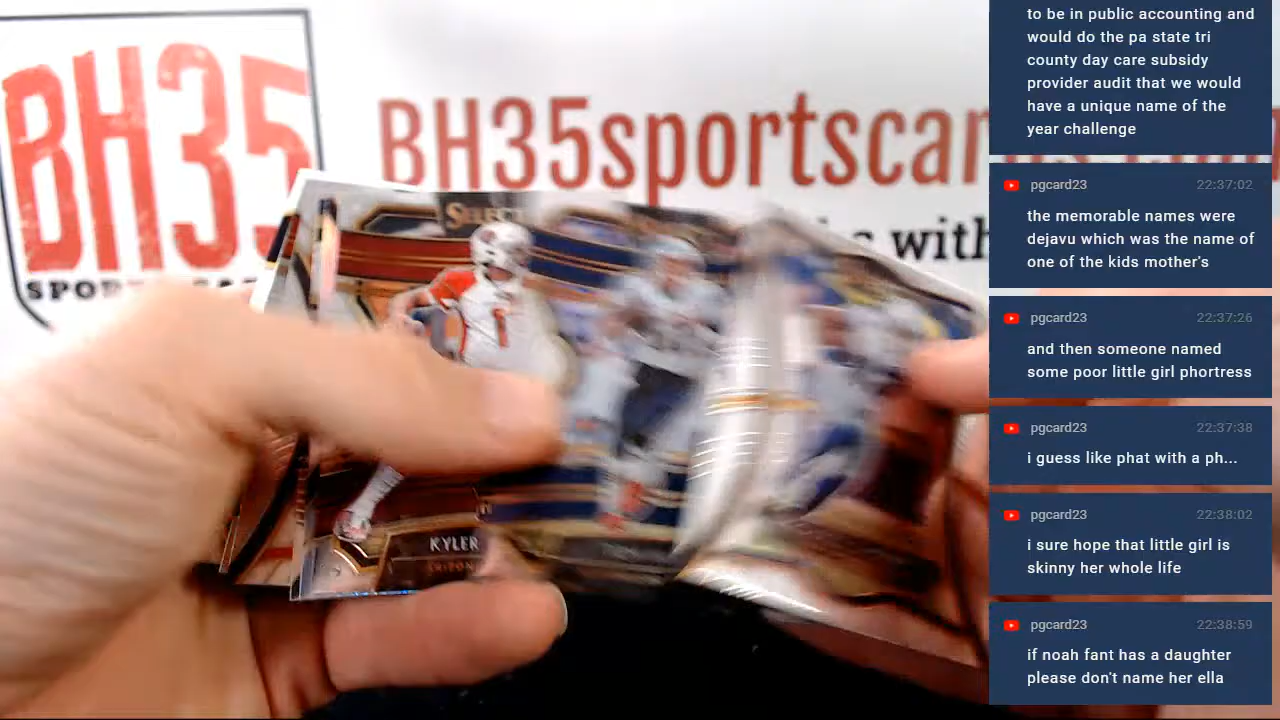 BH35
SPOR
BH35sportscar
s with
SELECT
1
KYLER
to be in public accounting and
would do the pa state tri
county day care subsidy
provider audit that we would
have a unique name of the
year challenge
pgcard23 22:37:02
the memorable names were
dejavu which was the name of
one of the kids mother's
pgcard23 22:37:26
and then someone named
some poor little girl phortress
pgcard23 22:37:38
i guess like phat with a ph...
pgcard23 22:38:02
i sure hope that little girl is
skinny her whole life
pgcard23 22:38:59
if noah fant has a daughter
please don't name her ella